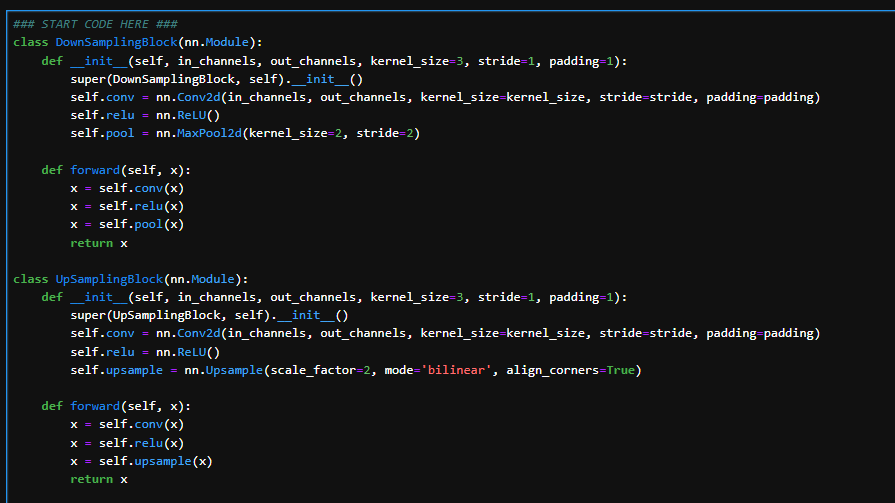 ### START CODE HERE ###
class DownSamplingBlock(nn.Module):
    def __init__(self, in_channels, out_channels, kernel_size=3, stride=1, padding=1):
        super(DownSamplingBlock, self).__init__()
        self.conv = nn.Conv2d(in_channels, out_channels, kernel_size=kernel_size, stride=stride, padding=padding)
        self.relu = nn.ReLU()
        self.pool = nn.MaxPool2d(kernel_size=2, stride=2)

    def forward(self, x):
        x = self.conv(x)
        x = self.relu(x)
        x = self.pool(x)
        return x

class UpSamplingBlock(nn.Module):
    def __init__(self, in_channels, out_channels, kernel_size=3, stride=1, padding=1):
        super(UpSamplingBlock, self).__init__()
        self.conv = nn.Conv2d(in_channels, out_channels, kernel_size=kernel_size, stride=stride, padding=padding)
        self.relu = nn.ReLU()
        self.upsample = nn.Upsample(scale_factor=2, mode='bilinear', align_corners=True)

    def forward(self, x):
        x = self.conv(x)
        x = self.relu(x)
        x = self.upsample(x)
        return x